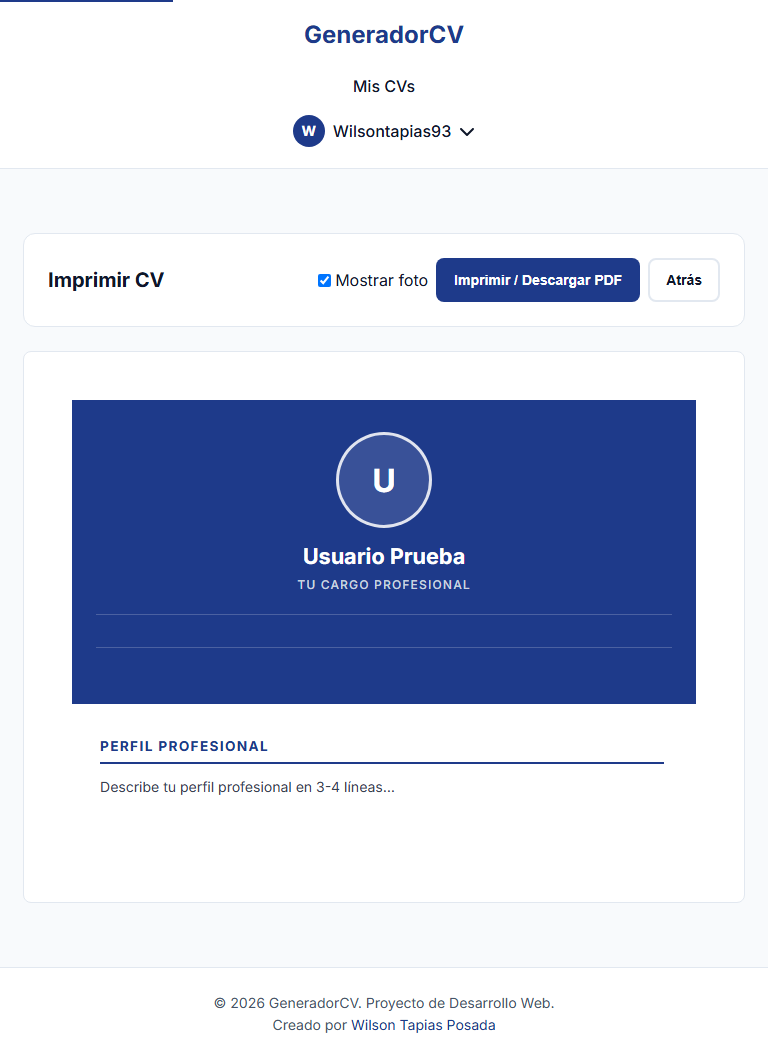 GeneradorCV
Mis CVs
W Wilsontapias93
Imprimir CV
Mostrar foto
Imprimir / Descargar PDF
Atrás
U
Usuario Prueba
TU CARGO PROFESIONAL
PERFIL PROFESIONAL
Describe tu perfil profesional en 3-4 líneas...
© 2026 GeneradorCV. Proyecto de Desarrollo Web.
Creado por Wilson Tapias Posada